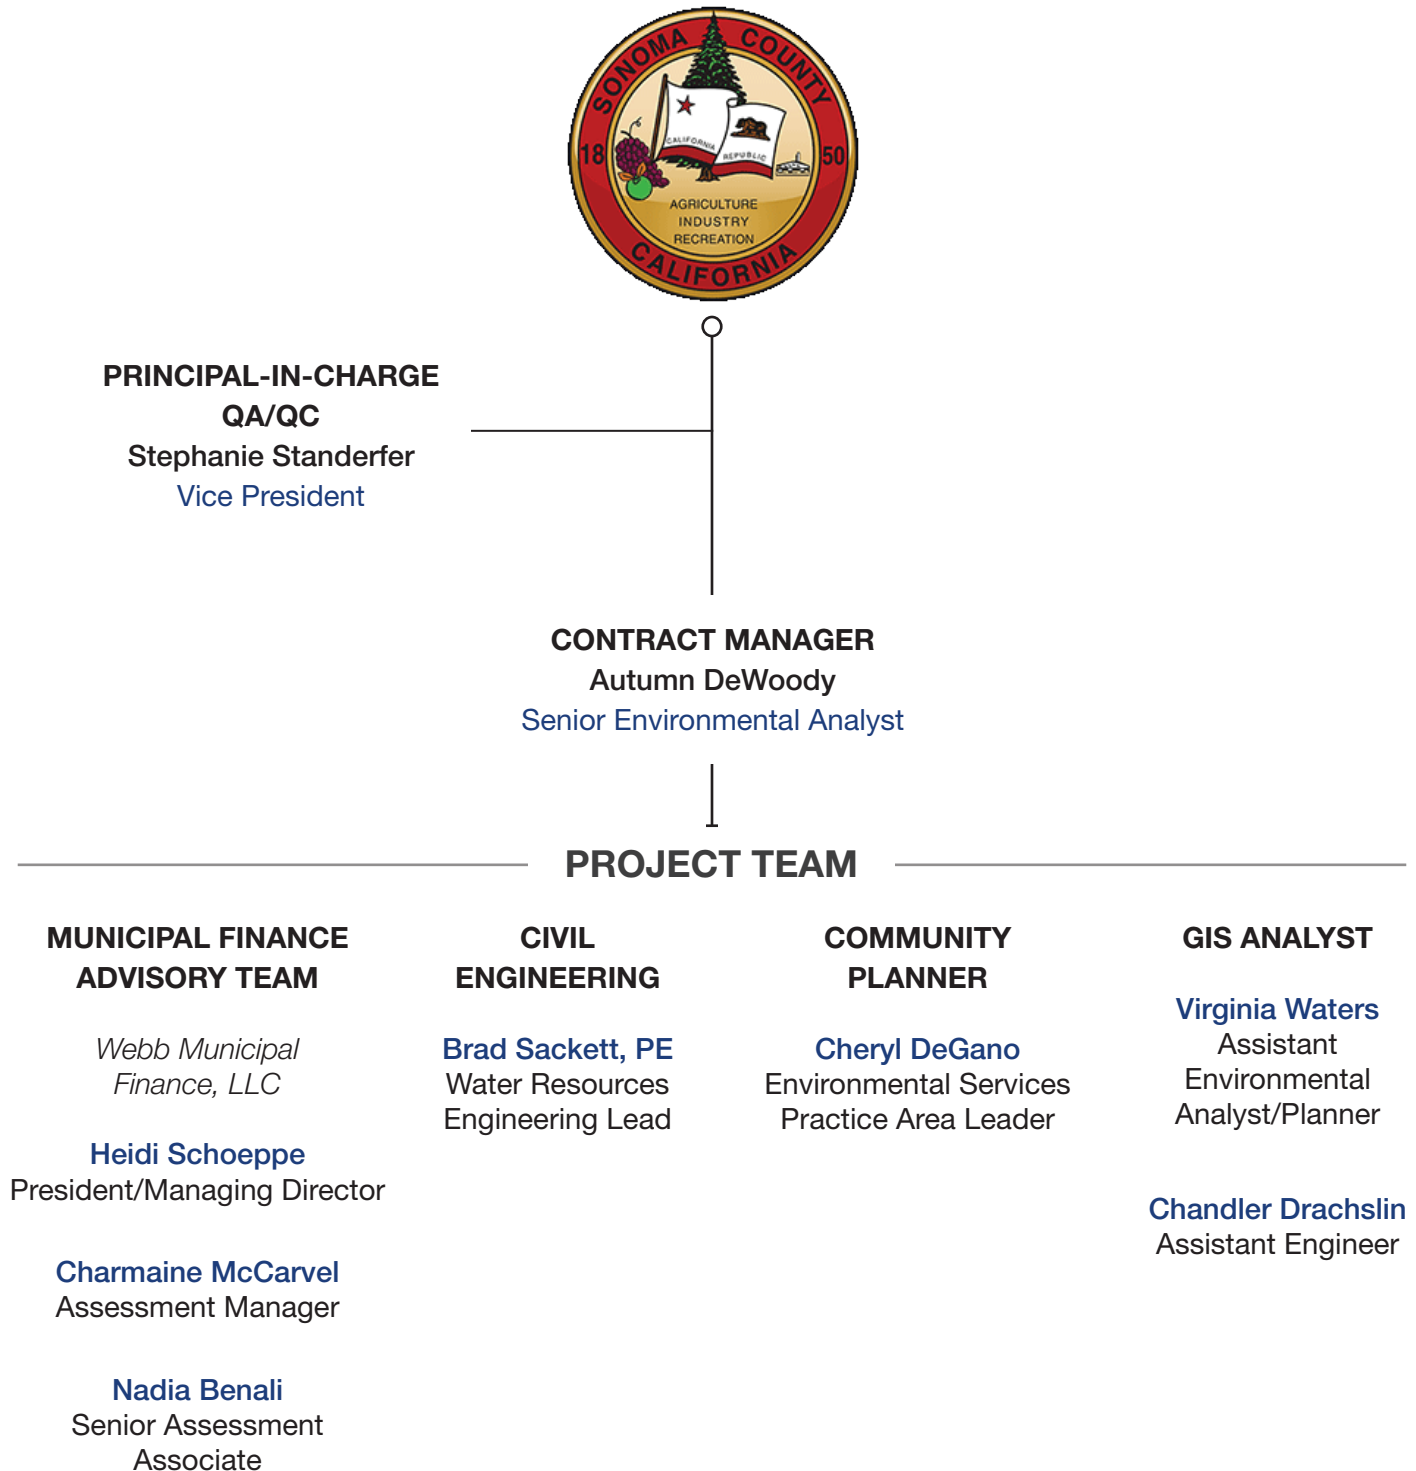 SONOMA COUNTY
CALIFORNIA
REPUBLIC
18
50
AGRICULTURE
INDUSTRY
RECREATION
CALIFORNIA
PRINCIPAL-IN-CHARGE
QA/QC
Stephanie Standerfer
Vice President
CONTRACT MANAGER
Autumn DeWoody
Senior Environmental Analyst
PROJECT TEAM
MUNICIPAL FINANCE
ADVISORY TEAM
Webb Municipal
Finance, LLC
Heidi Schoeppe
President/Managing Director
Charmaine McCarvel
Assessment Manager
Nadia Benali
Senior Assessment
Associate
CIVIL
ENGINEERING
Brad Sackett, PE
Water Resources
Engineering Lead
COMMUNITY
PLANNER
Cheryl DeGano
Environmental Services
Practice Area Leader
GIS ANALYST
Virginia Waters
Assistant
Environmental
Analyst/Planner
Chandler Drachslin
Assistant Engineer